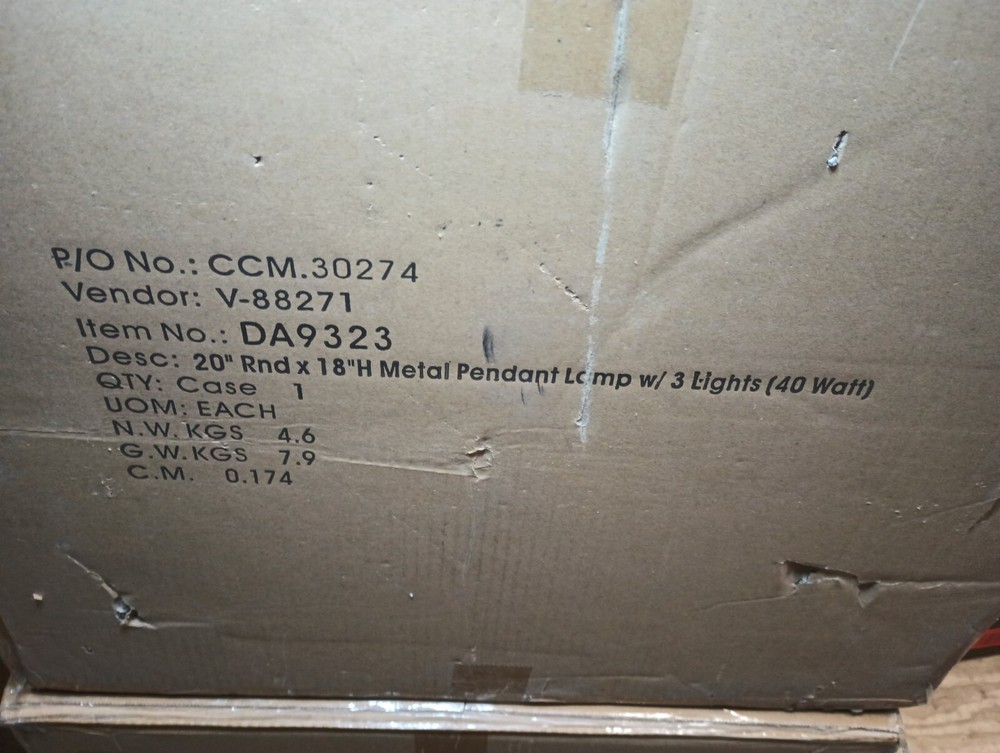 P/O No.: CCM.30274
Vendor: V-88271
Item No.: DA9323
Desc: 20" Rnd x 18"H Metal Pendant Lamp w/ 3 Lights (40 Watt)
QTY: Case 1
UOM: EACH
N.W. KGS 4.6
G.W.KGS 7.9
C.M. 0.174